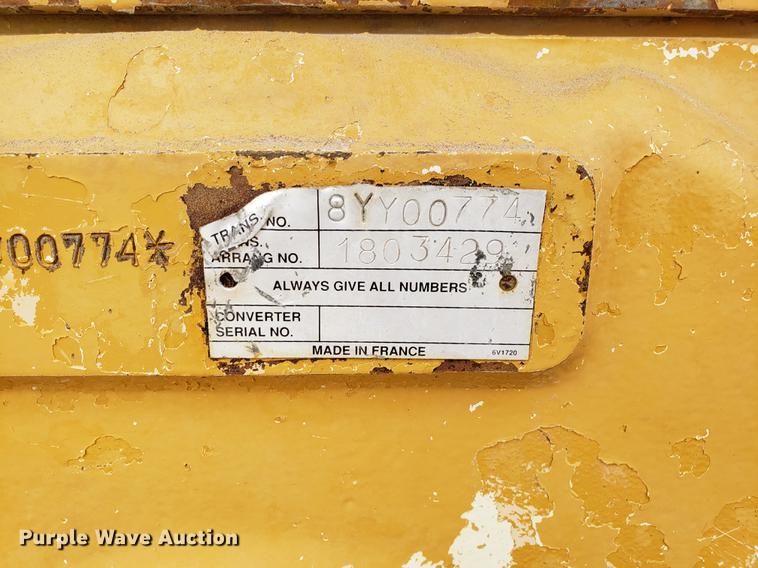 TRANS.
NO. 8YY00774
ARRANG NO. 1803429
ALWAYS GIVE ALL NUMBERS
CONVERTER
SERIAL NO.
MADE IN FRANCE 6V1720
00774*
Purple Wave Auction